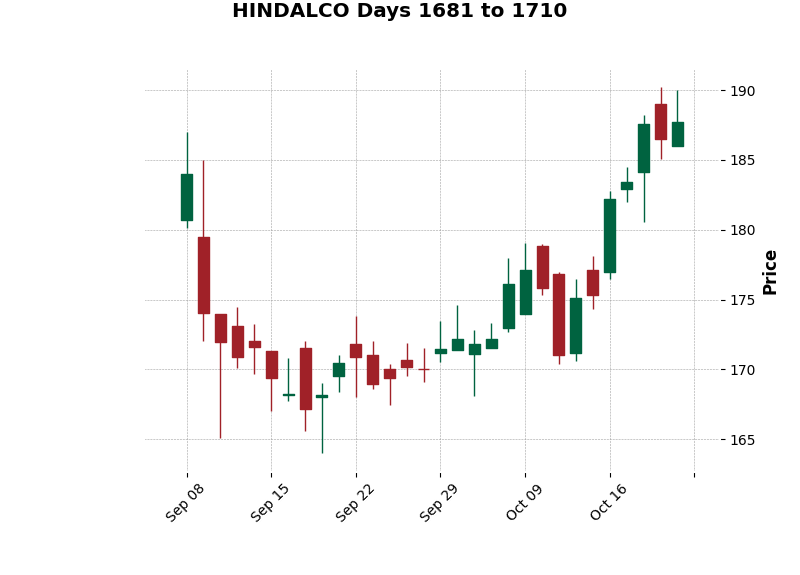 HINDALCO Days 1681 to 1710
190
185
180
175
170
165
Price
Sep 08
Sep 15
Sep 22
Sep 29
Oct 09
Oct 16